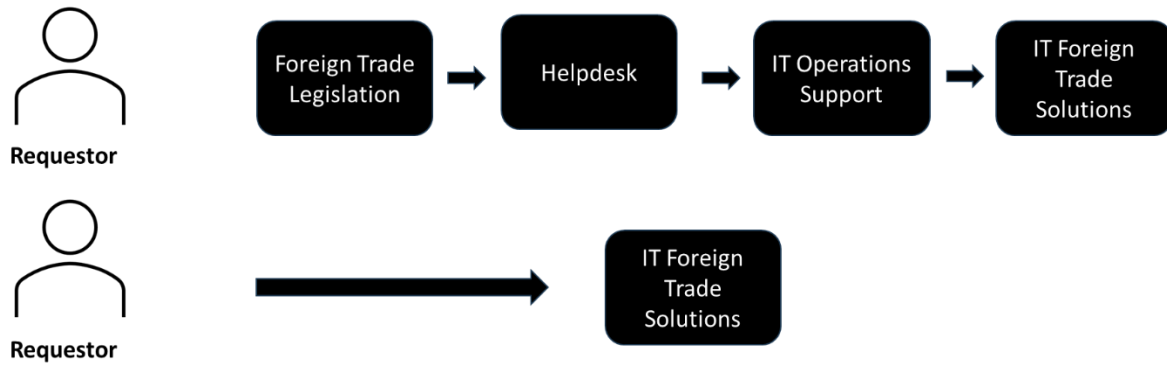 Foreign Trade
Legislation
Helpdesk
IT Operations
Support
IT Foreign
Trade
Solutions
Requestor
IT Foreign
Trade
Solutions
Requestor